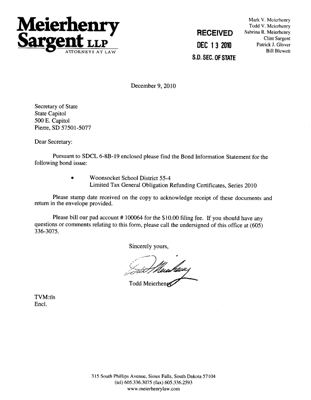 Meierhenry
Sargent LLP
ATTORNEYS AT LAW
Mark V. Meierhenry
Todd V. Meierhenry
Sabrina B. Meierhenry
Clint Sargent
Patrick J. Glover
Bill Blewett
RECEIVED
DEC 13 2010
S.D. SEC. OF STATE
December 9, 2010
Secretary of State
State Capitol
500 E. Capitol
Pierre, SD 57501-5077
Dear Secretary:
Pursuant to SDCL 6-8B-19 enclosed please find the Bond Information Statement for the
following bond issue:
• Woonsocket School District 55-4
Limited Tax General Obligation Refunding Certificates, Series 2010
Please stamp date received on the copy to acknowledge receipt of these documents and
return in the envelope provided.
Please bill our pad account # 100064 for the $10.00 filing fee. If you should have any
questions or comments relating to this form, please call the undersigned of this office at (605)
336-3075.
Sincerely yours,
Todd Meierhenry
TVM:tls
Encl.
315 South Phillips Avenue, Sioux Falls, South Dakota 57104
(tel) 605.336.3075 (fax) 605.336.2593
www.meierhenrylaw.com